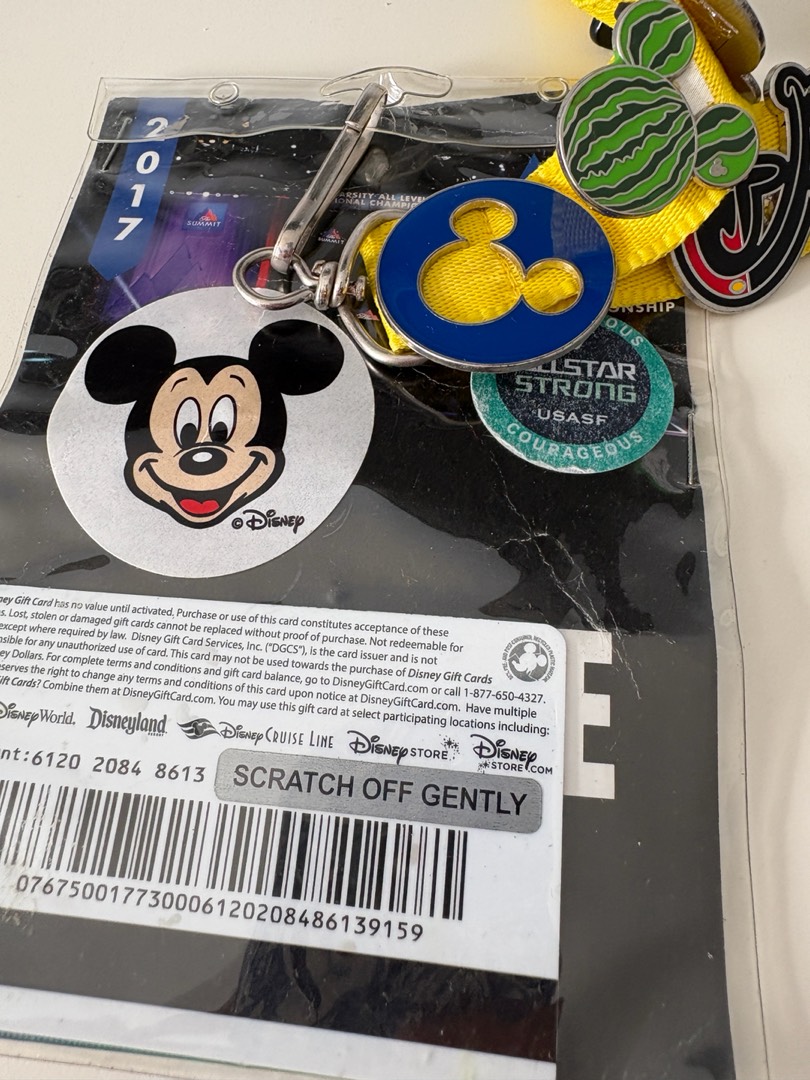 2017
SUMMIT
ARSITY ALL LEVEL
IONAL CHAMPI
SUMMIT
NSHIP
OUS
LLSTAR
STRONG
USASF
COURAGEOUS
© Disney
ney Gift Card has no value until activated. Purchase or use of this card constitutes acceptance of these
s. Lost, stolen or damaged gift cards cannot be replaced without proof of purchase. Not redeemable for
except where required by law. Disney Gift Card Services, Inc. ("DGCS"), is the card issuer and is not
nsible for any unauthorized use of card. This card may not be used towards the purchase of Disney Gift Cards
ey Dollars. For complete terms and conditions and gift card balance, go to DisneyGiftCard.com or call 1-877-650-4327.
serves the right to change any terms and conditions of this card upon notice at DisneyGiftCard.com. Have multiple
ift Cards? Combine them at DisneyGiftCard.com. You may use this gift card at select participating locations including:
Disney World. Disneyland RESORT Disney Cruise Line Disney STORE Disney STORE.COM
nt:6120 2084 8613
SCRATCH OFF GENTLY
E
076750017730006120208486139159